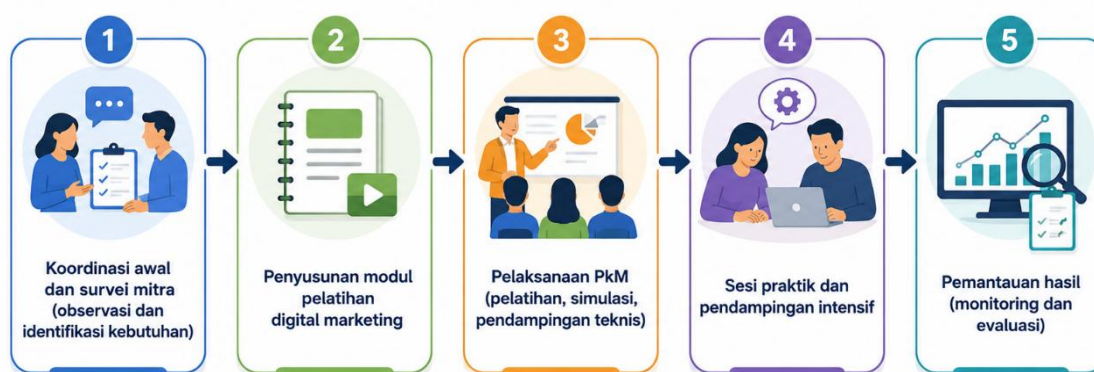 1
Koordinasi awal
dan survei mitra
(observasi dan
identifikasi kebutuhan)
2
Penyusunan modul
pelatihan
digital marketing
3
Pelaksanaan PkM
(pelatihan, simulasi,
pendampingan teknis)
4
Sesi praktik dan
pendampingan intensif
5
Pemantauan hasil
(monitoring dan
evaluasi)